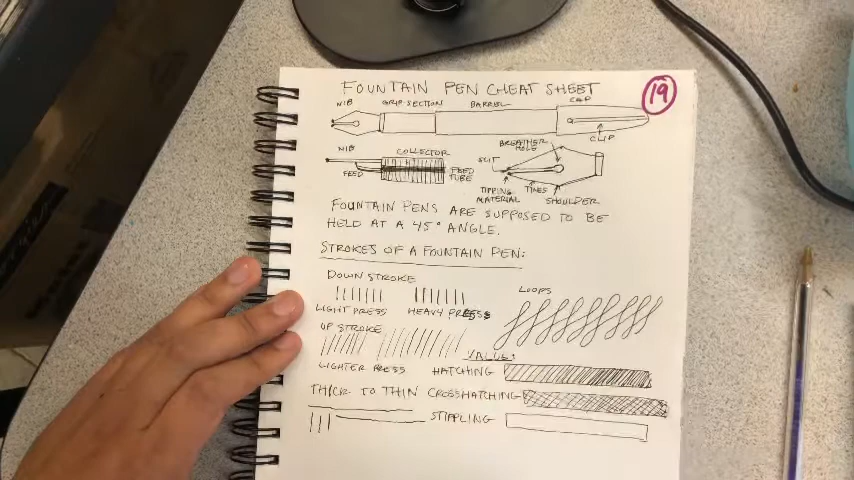 FOUNTAIN PEN CHEAT SHEET
19
NIB GRIP SECTION BARREL CAP
CLIP
NIB COLLECTOR
FEED FEED TUBE
BREATHER HOLE
SLIT
TIPPING MATERIAL TINES SHOULDER
FOUNTAIN PENS ARE SUPPOSED TO BE
HELD AT A 45° ANGLE.
STROKES OF A FOUNTAIN PEN:
DOWN STROKE
LIGHT PRESS HEAVY PRESS
LOOPS
UP STROKE
LIGHTER PRESS
VALUE:
HATCHING
THICK TO THIN CROSSHATCHING
STIPPLING